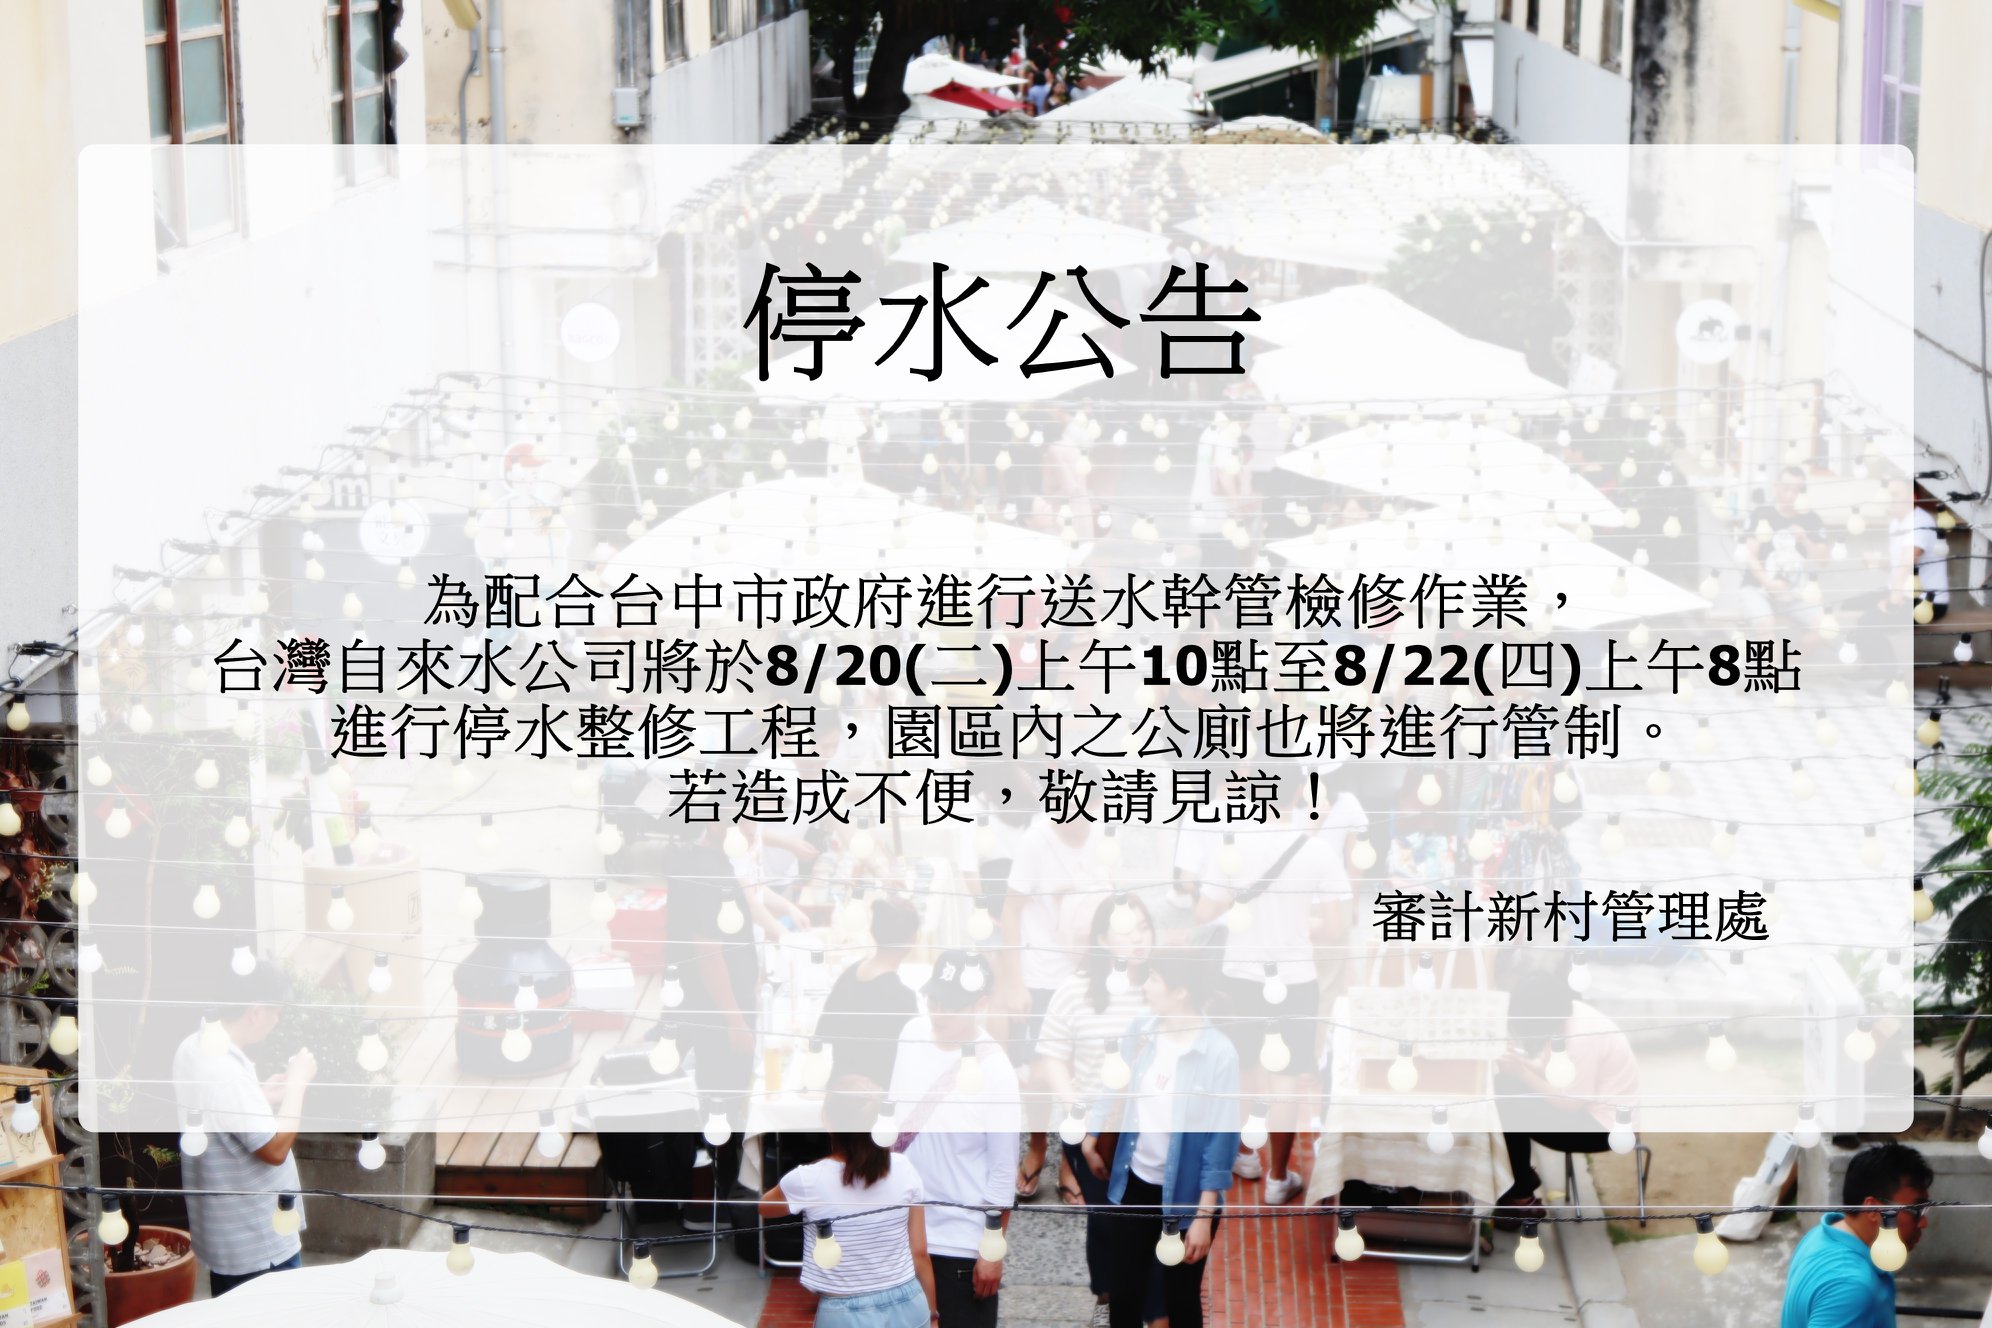 停水公告
為配合台中市政府進行送水幹管檢修作業，
台灣自來水公司將於8/20(二)上午10點至8/22(四)上午8點
進行停水整修工程，園區內之公廁也將進行管制。
若造成不便，敬請見諒！
審計新村管理處